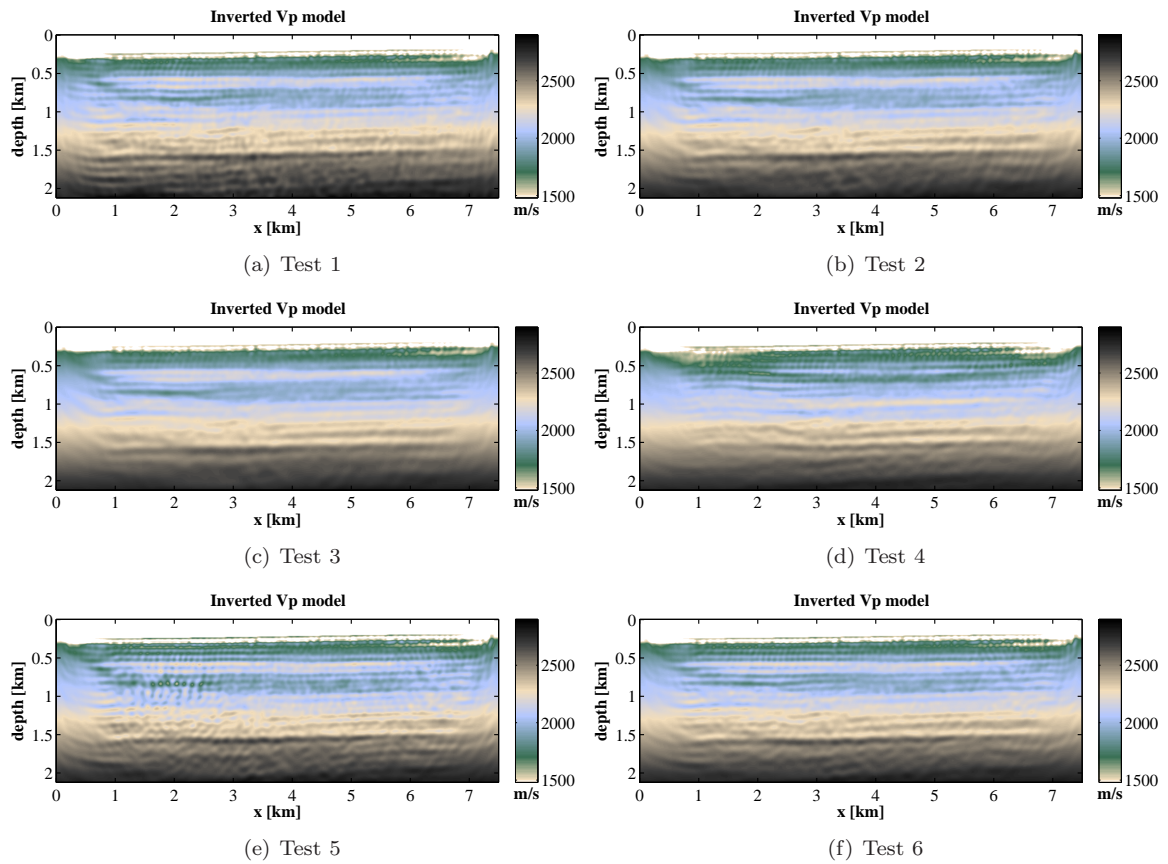 Inverted Vp model
Inverted Vp model
0
0.5
1
1.5
2
depth [km]
0 1 2 3 4 5 6 7
x [km]
2500
2000
1500
m/s
0
0.5
1
1.5
2
depth [km]
0 1 2 3 4 5 6 7
x [km]
2500
2000
1500
m/s
(a) Test 1
(b) Test 2
Inverted Vp model
Inverted Vp model
0
0.5
1
1.5
2
depth [km]
0 1 2 3 4 5 6 7
x [km]
2500
2000
1500
m/s
0
0.5
1
1.5
2
depth [km]
0 1 2 3 4 5 6 7
x [km]
2500
2000
1500
m/s
(c) Test 3
(d) Test 4
Inverted Vp model
Inverted Vp model
0
0.5
1
1.5
2
depth [km]
0 1 2 3 4 5 6 7
x [km]
2500
2000
1500
m/s
0
0.5
1
1.5
2
depth [km]
0 1 2 3 4 5 6 7
x [km]
2500
2000
1500
m/s
(e) Test 5
(f) Test 6